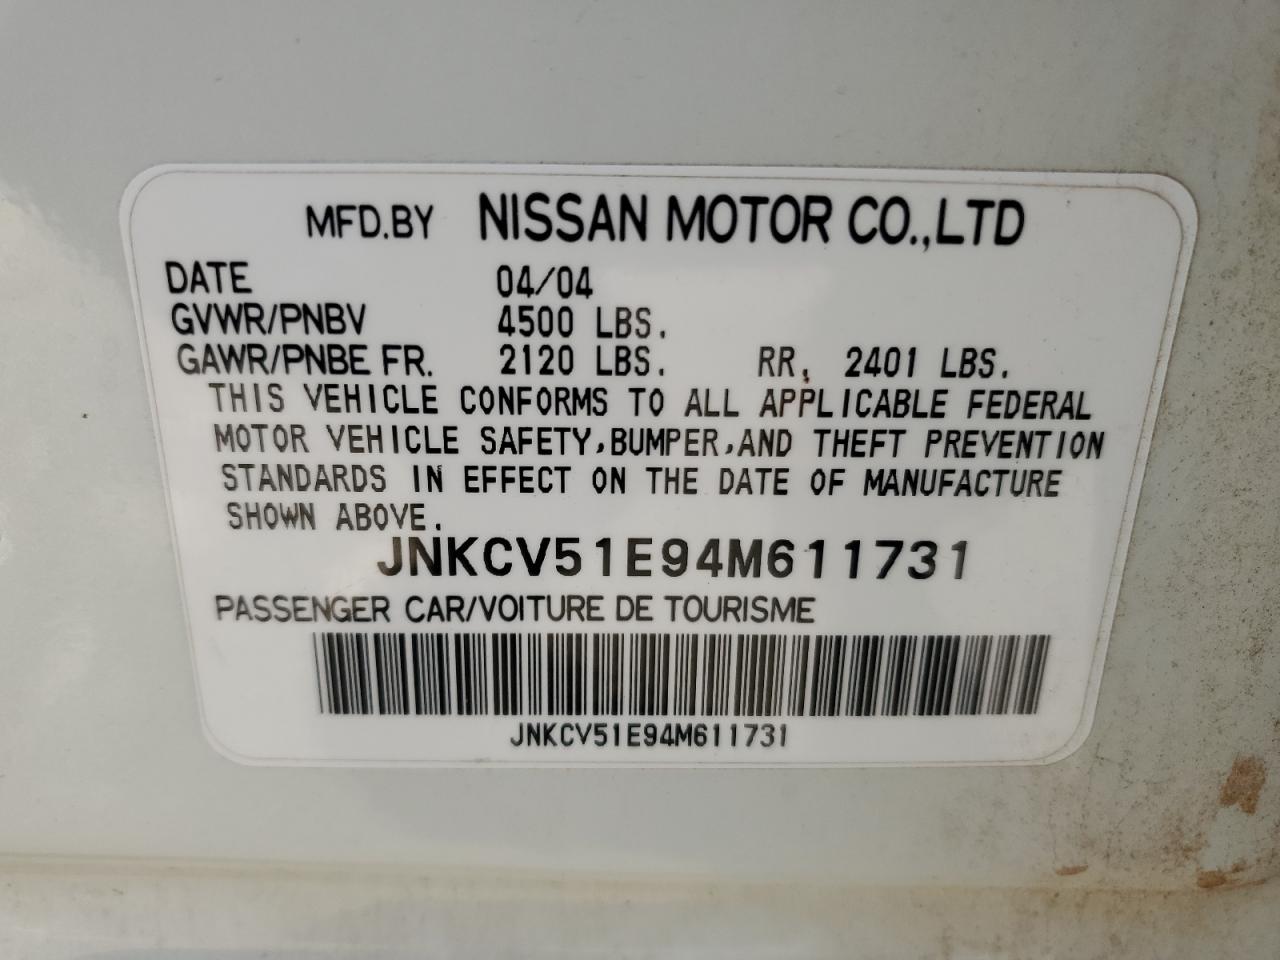 MFD.BY NISSAN MOTOR CO.,LTD
DATE 04/04
GVWR/PNBV 4500 LBS.
GAWR/PNBE FR. 2120 LBS. RR, 2401 LBS.
THIS VEHICLE CONFORMS TO ALL APPLICABLE FEDERAL
MOTOR VEHICLE SAFETY,BUMPER,AND THEFT PREVENTION
STANDARDS IN EFFECT ON THE DATE OF MANUFACTURE
SHOWN ABOVE.
JNKCV51E94M611731
PASSENGER CAR/VOITURE DE TOURISME
JNKCV51E94M611731